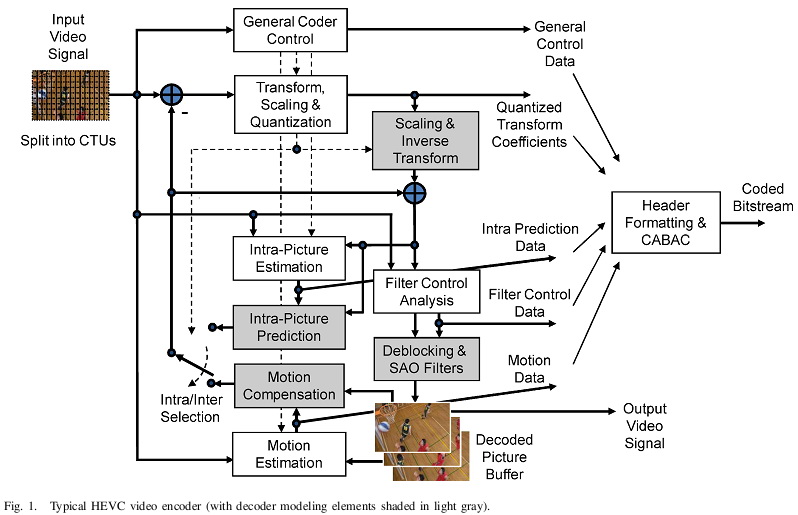 Input
Video
Signal
Split into CTUs
General Coder
Control
Transform,
Scaling &
Quantization
-
Scaling &
Inverse
Transform
General
Control
Data
Quantized
Transform
Coefficients
Header
Formatting &
CABAC
Coded
Bitstream
Intra-Picture
Estimation
Intra Prediction
Data
Filter Control
Analysis
Filter Control
Data
Intra-Picture
Prediction
Deblocking &
SAO Filters
Motion
Compensation
Motion
Data
Intra/Inter
Selection
Motion
Estimation
Decoded
Picture
Buffer
Output
Video
Signal
Fig. 1. Typical HEVC video encoder (with decoder modeling elements shaded in light gray).